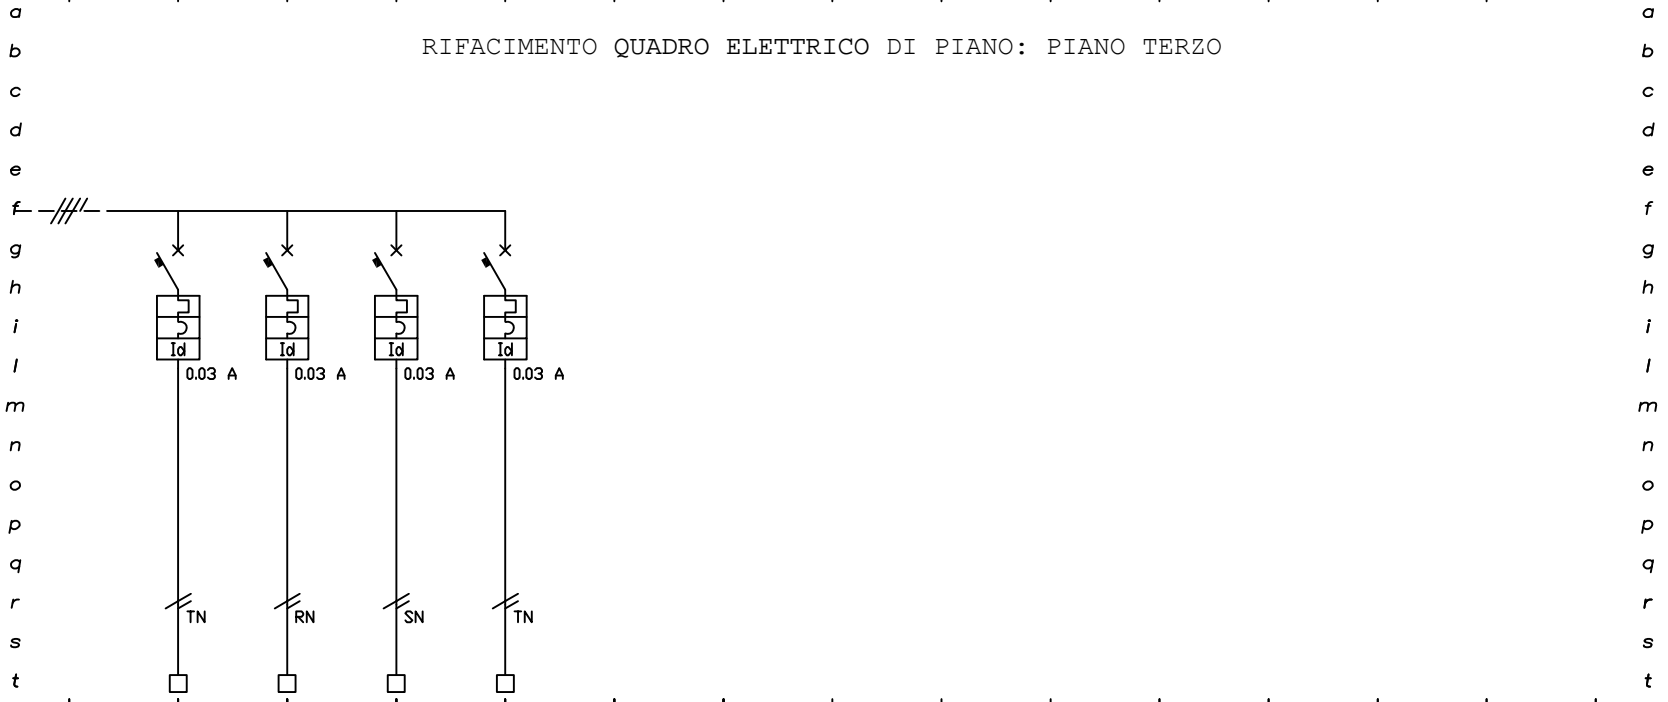 a a
b RIFACIMENTO QUADRO ELETTRICO DI PIANO: PIANO TERZO b
c c
d d
e e
f f
g g
h h
i i
Id Id Id Id
l 0.03 A 0.03 A 0.03 A 0.03 A l
m m
n n
o o
p p
q q
r r
TN RN SN TN
s s
t t